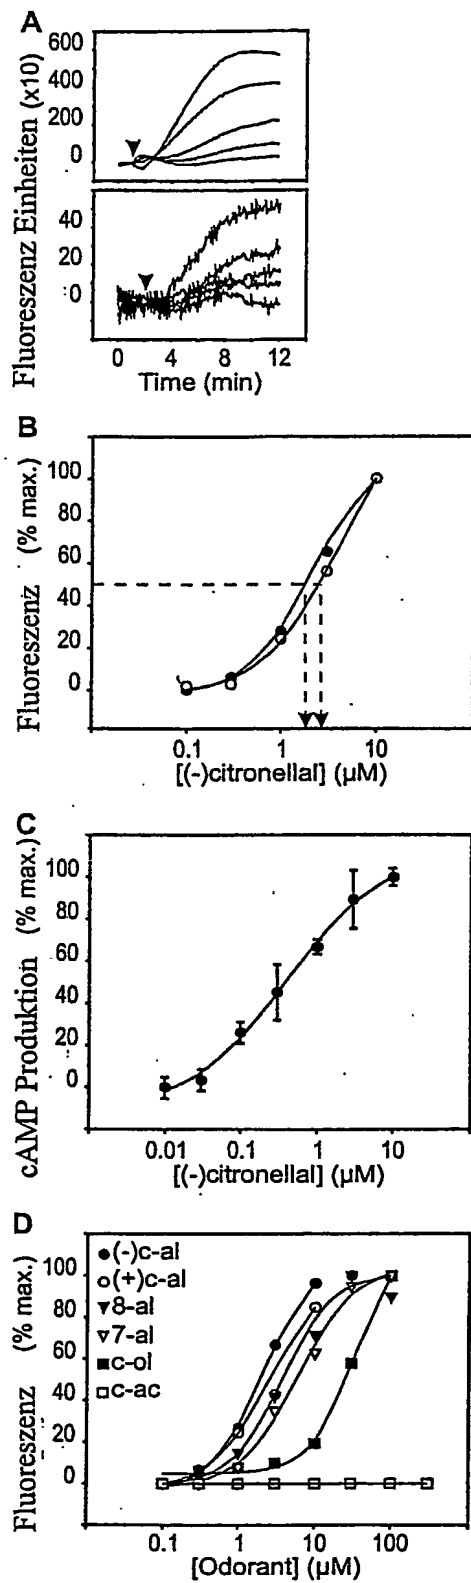 A
Fluoreszenz Einheiten (x10)
600
400
200
0
40
20
0
0 4 8 12
Time (min)
B
Fluoreszenz (% max.)
100
80
60
40
20
0
0.1 1 10
[(-)citronellal] (µM)
C
cAMP Produktion (% max.)
100
80
60
40
20
0
0.01 0.1 1 10
[(-)citronellal] (µM)
D
Fluoreszenz (% max.)
100
80
60
40
20
0
(-)c-al
(+)c-al
8-al
7-al
c-ol
c-ac
0.1 1 10 100
[Odorant] (µM)